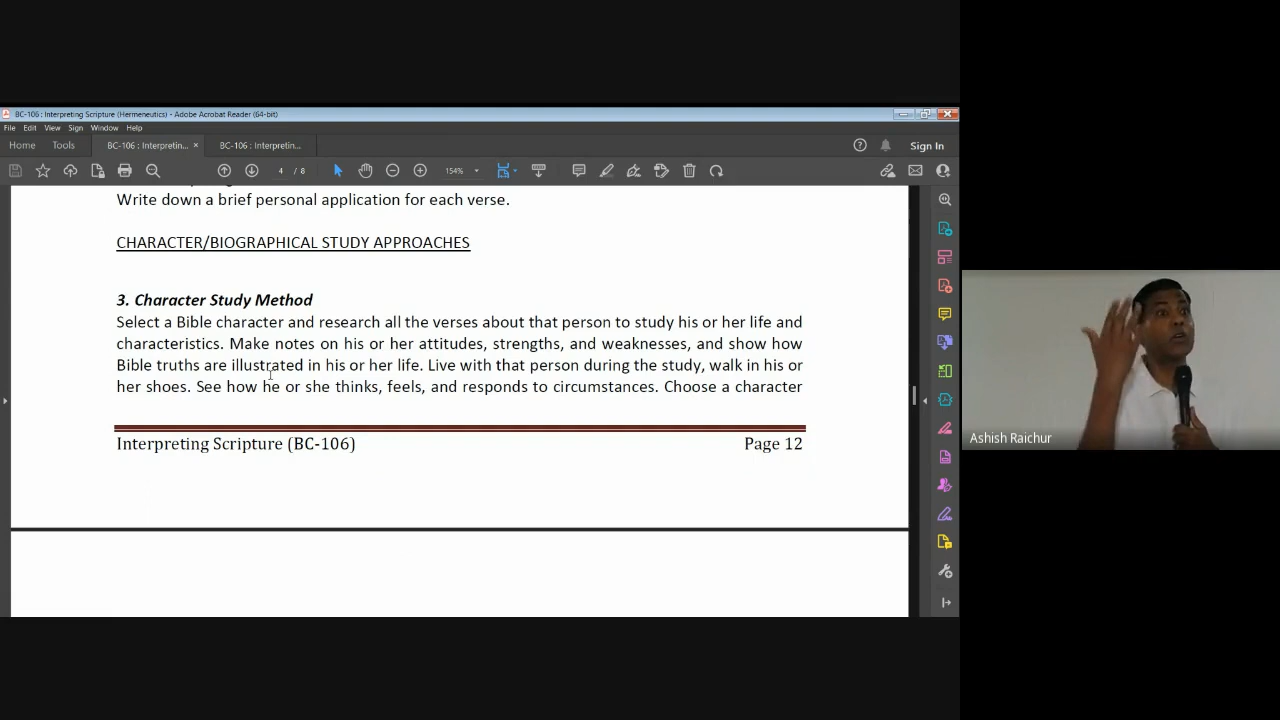 BC-106 : Interpreting Scripture (Hermeneutics) - Adobe Acrobat Reader (64-bit)
File Edit View Sign Window Help
Home Tools BC-106 : Interpretin... × BC-106 : Interpretin... Sign In
4 / 8 154%
Write down a brief personal application for each verse.
CHARACTER/BIOGRAPHICAL STUDY APPROACHES
3. Character Study Method
Select a Bible character and research all the verses about that person to study his or her life and
characteristics. Make notes on his or her attitudes, strengths, and weaknesses, and show how
Bible truths are illustrated in his or her life. Live with that person during the study, walk in his or
her shoes. See how he or she thinks, feels, and responds to circumstances. Choose a character
Interpreting Scripture (BC-106) Page 12
Ashish Raichur